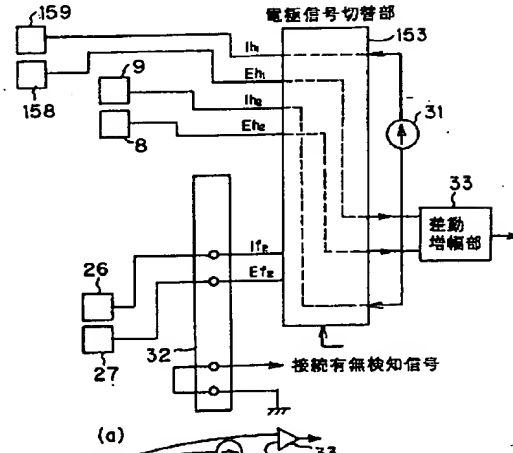 電極信号切替部
159
153
Ih₁
158
Eh₁
9
Ih₂
31
8
Eh₂
33
差動
増幅部
26
If₂
Ef₂
27
32
接続有無検知信号
(a)
33